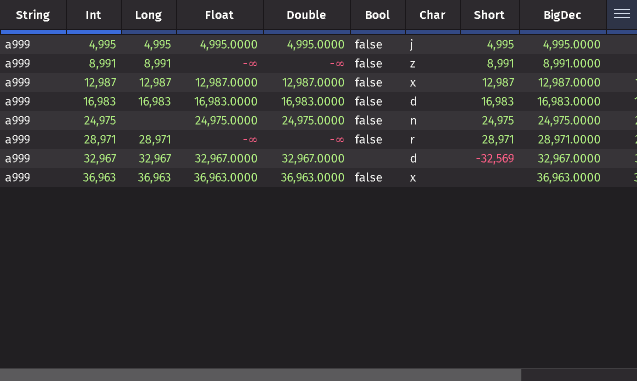 String Int Long Float Double Bool Char Short BigDec
a999 4,995 4,995 4,995.0000 4,995.0000 false j 4,995 4,995.0000
a999 8,991 8,991 -∞ -∞ false z 8,991 8,991.0000
a999 12,987 12,987 12,987.0000 12,987.0000 false x 12,987 12,987.0000
a999 16,983 16,983 16,983.0000 16,983.0000 false d 16,983 16,983.0000
a999 24,975 24,975.0000 24,975.0000 false n 24,975 24,975.0000
a999 28,971 28,971 -∞ -∞ false r 28,971 28,971.0000
a999 32,967 32,967 32,967.0000 32,967.0000 d -32,569 32,967.0000
a999 36,963 36,963 36,963.0000 36,963.0000 false x 36,963.0000